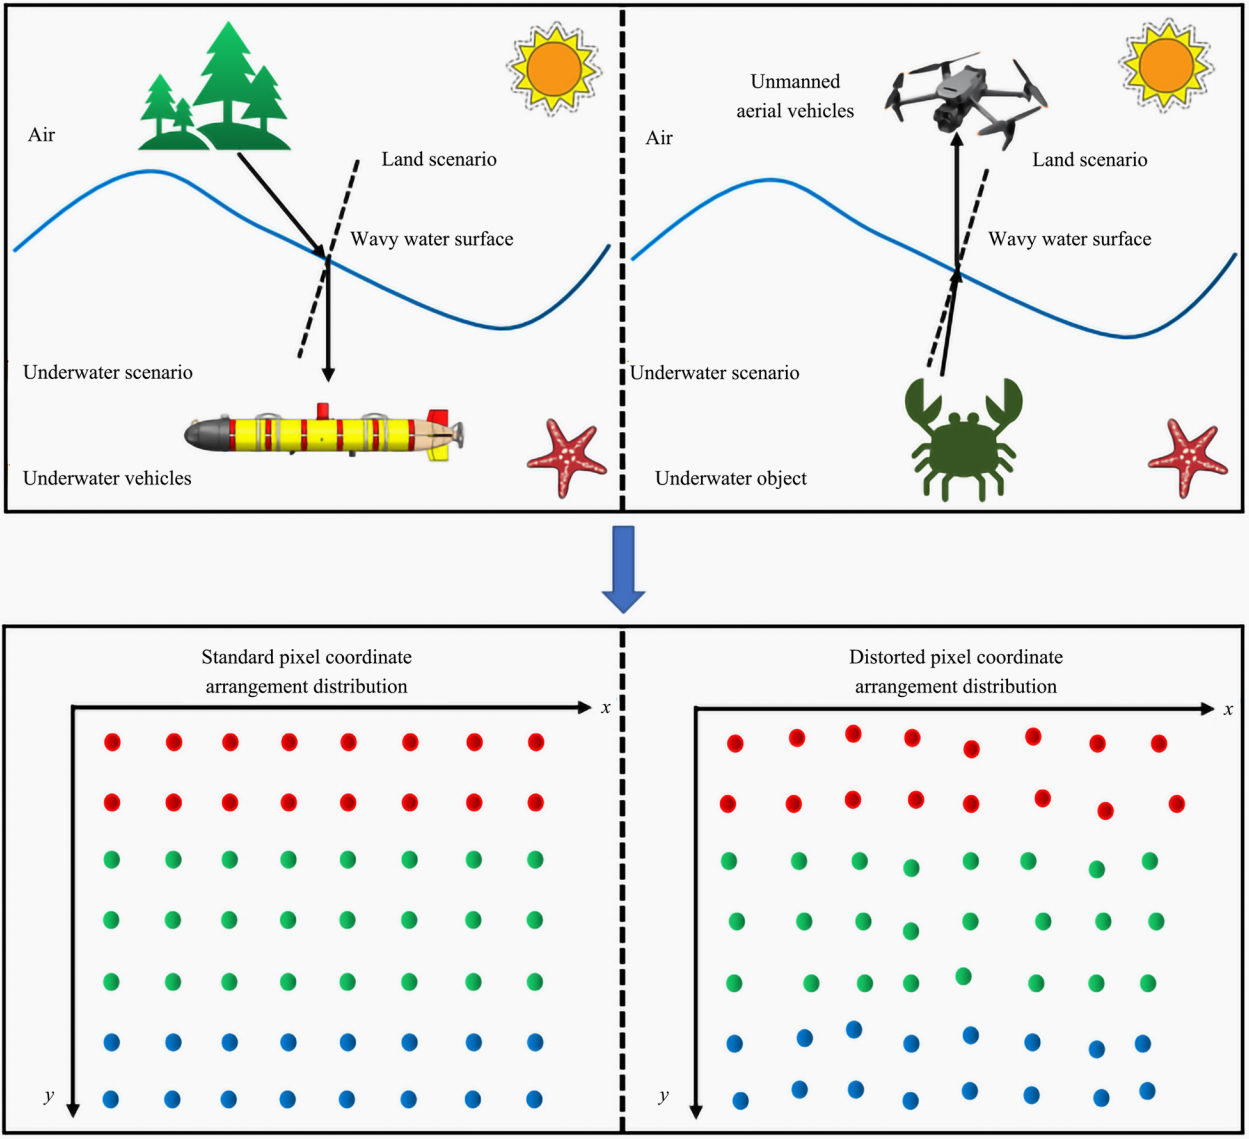 Air
Land scenario
Wavy water surface
Underwater scenario
Underwater vehicles
Unmanned
aerial vehicles
Air
Land scenario
Wavy water surface
Underwater scenario
Underwater object
Standard pixel coordinate
arrangement distribution
x
y
Distorted pixel coordinate
arrangement distribution
x
y